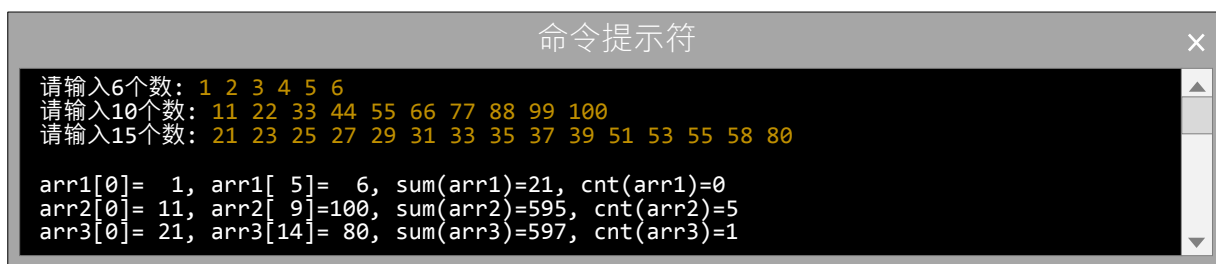 命令提示符
×
请输入6个数: 1 2 3 4 5 6
请输入10个数: 11 22 33 44 55 66 77 88 99 100
请输入15个数: 21 23 25 27 29 31 33 35 37 39 51 53 55 58 80
arr1[0]=  1, arr1[ 5]=  6, sum(arr1)=21, cnt(arr1)=0
arr2[0]= 11, arr2[ 9]=100, sum(arr2)=595, cnt(arr2)=5
arr3[0]= 21, arr3[14]= 80, sum(arr3)=597, cnt(arr3)=1